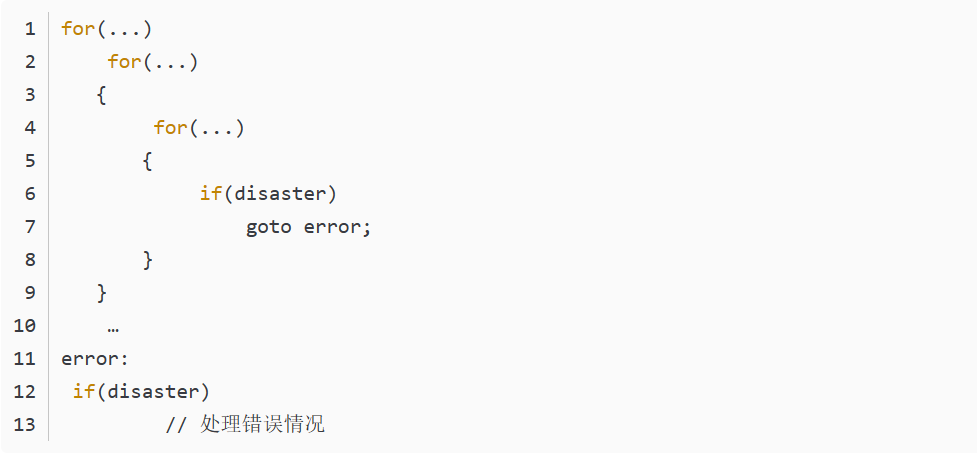 1 for(...)
2     for(...)
3    {
4         for(...)
5        {
6             if(disaster)
7                 goto error;
8        }
9    }
10     …
11 error:
12  if(disaster)
13          // 处理错误情况